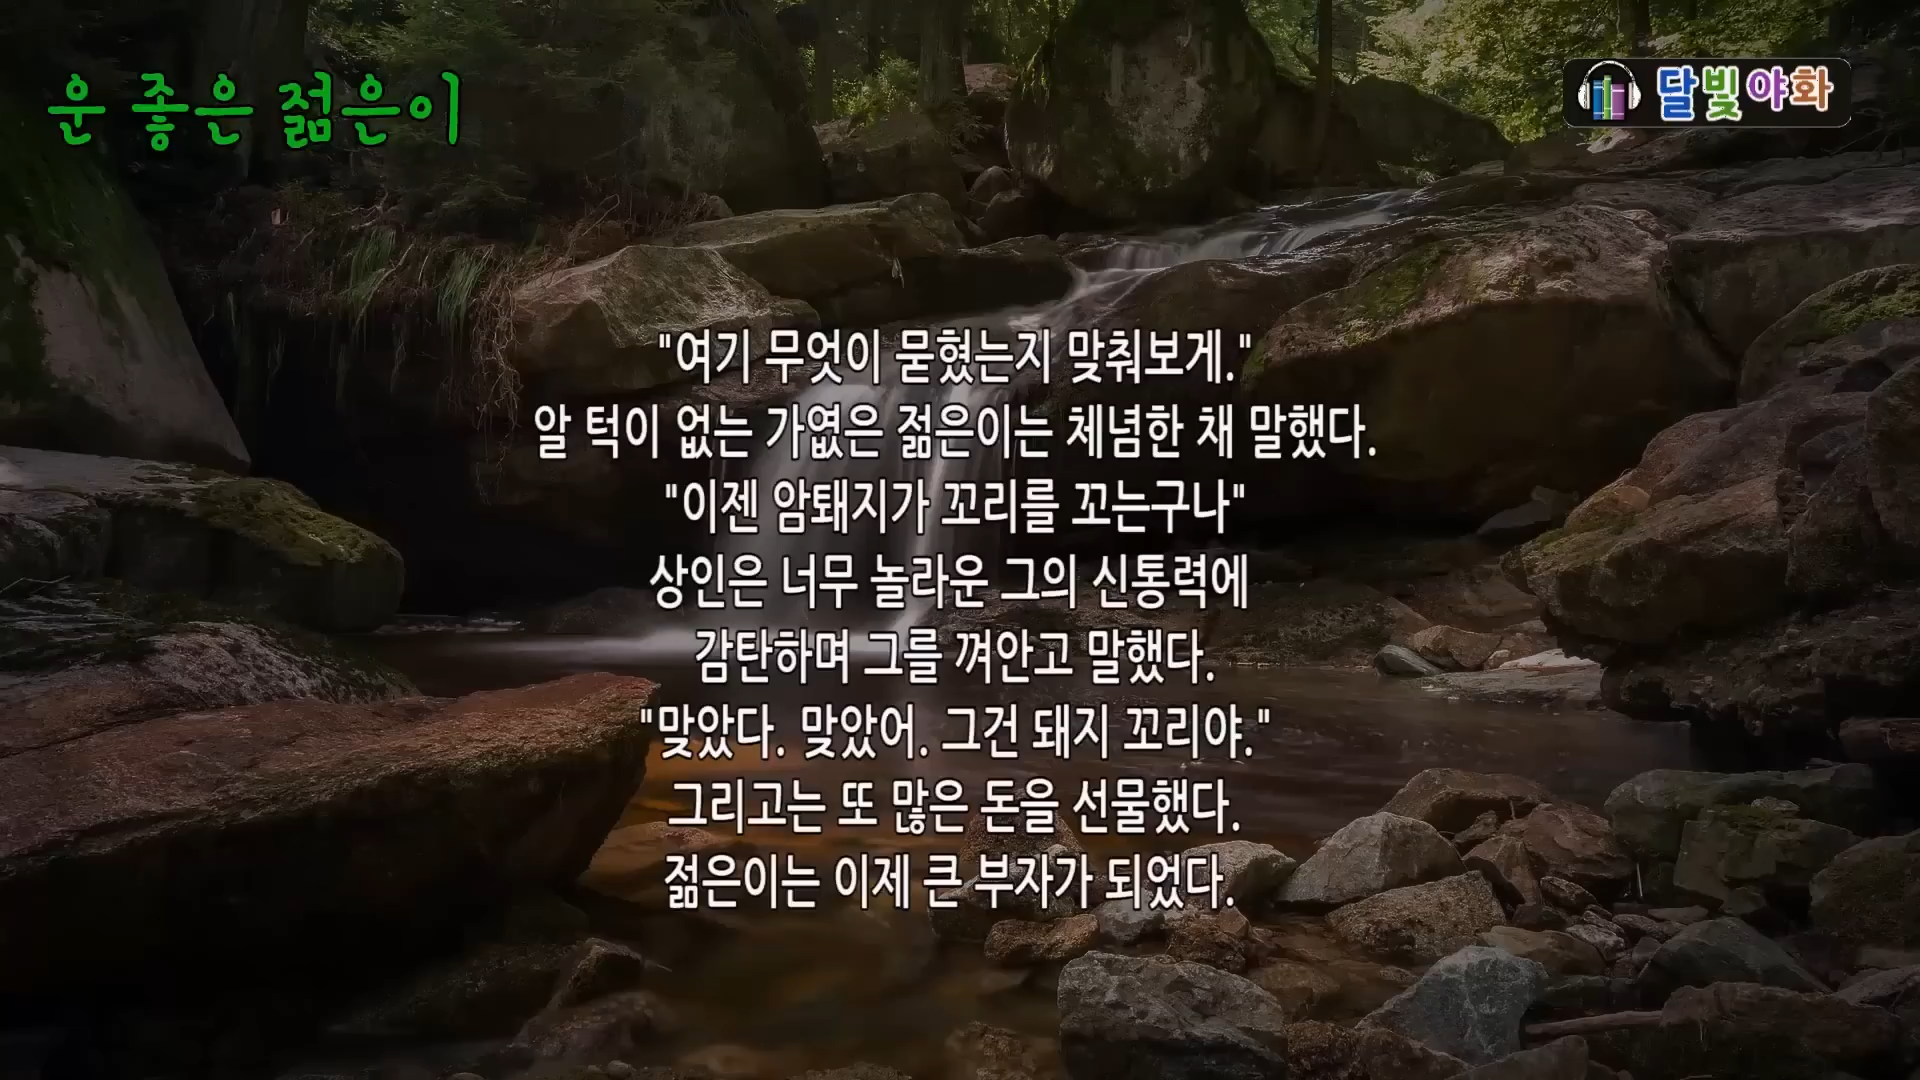 운 좋은 젊은이
달빛야화
"여기 무엇이 묻혔는지 맞춰보게."
알 턱이 없는 가엾은 젊은이는 체념한 채 말했다.
"이젠 암퇘지가 꼬리를 꼬는구나"
상인은 너무 놀라운 그의 신통력에
감탄하며 그를 껴안고 말했다.
"맞았다. 맞았어. 그건 돼지 꼬리야."
그리고는 또 많은 돈을 선물했다.
젊은이는 이제 큰 부자가 되었다.